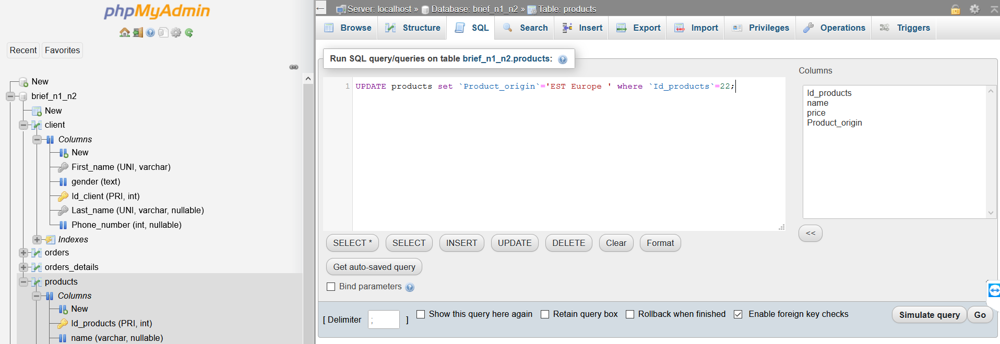 phpMyAdmin
Recent Favorites
New
brief_n1_n2
New
client
Columns
New
First_name (UNI, varchar)
gender (text)
Id_client (PRI, int)
Last_name (UNI, varchar, nullable)
Phone_number (int, nullable)
Indexes
orders
orders_details
products
Columns
New
Id_products (PRI, int)
name (varchar, nullable)
Server: localhost » Database: brief_n1_n2 » Table: products
Browse Structure SQL Search Insert Export Import Privileges Operations Triggers
Run SQL query/queries on table brief_n1_n2.products:
1 UPDATE products set `Product_origin`='EST Europe ' where `Id_products`=22;
Columns
Id_products
name
price
Product_origin
<<
SELECT * SELECT INSERT UPDATE DELETE Clear Format
Get auto-saved query
Bind parameters
[ Delimiter ; ] Show this query here again Retain query box Rollback when finished Enable foreign key checks Simulate query Go